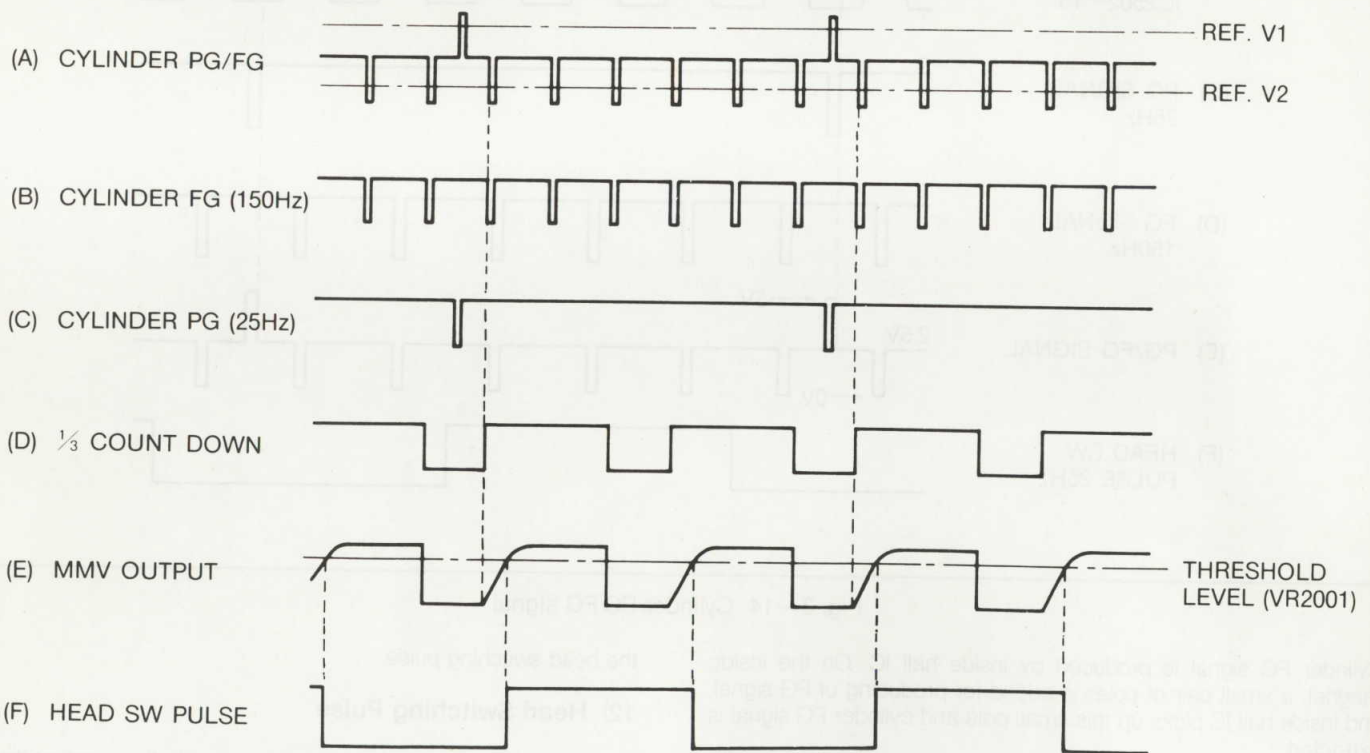 REF. V1
(A) CYLINDER PG/FG
REF. V2
(B) CYLINDER FG (150Hz)
(C) CYLINDER PG (25Hz)
(D) 1/3 COUNT DOWN
(E) MMV OUTPUT
THRESHOLD
LEVEL (VR2001)
(F) HEAD SW PULSE